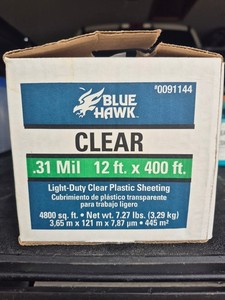 #0091144
BLUE
HAWK
CLEAR
.31 Mil 12 ft. x 400 ft.
Light-Duty Clear Plastic Sheeting
Cubrimiento de plástico transparente
para trabajo ligero
4800 sq. ft. • Net wt. 7.27 lbs. (3,29 kg)
3,65 m x 121 m x 7,87 µm • 445 m²